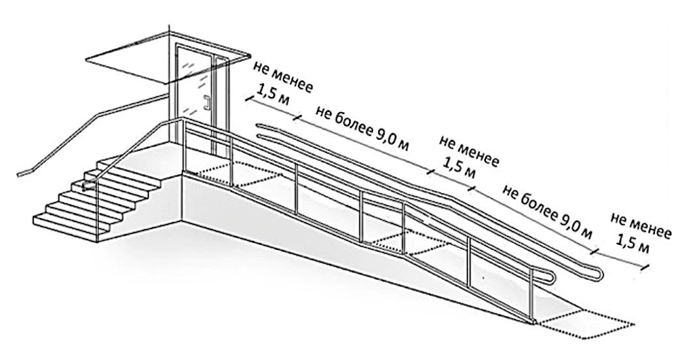 не менее
1,5 м
не более 9,0 м
не менее
1,5 м
не более 9,0 м
не менее
1,5 м